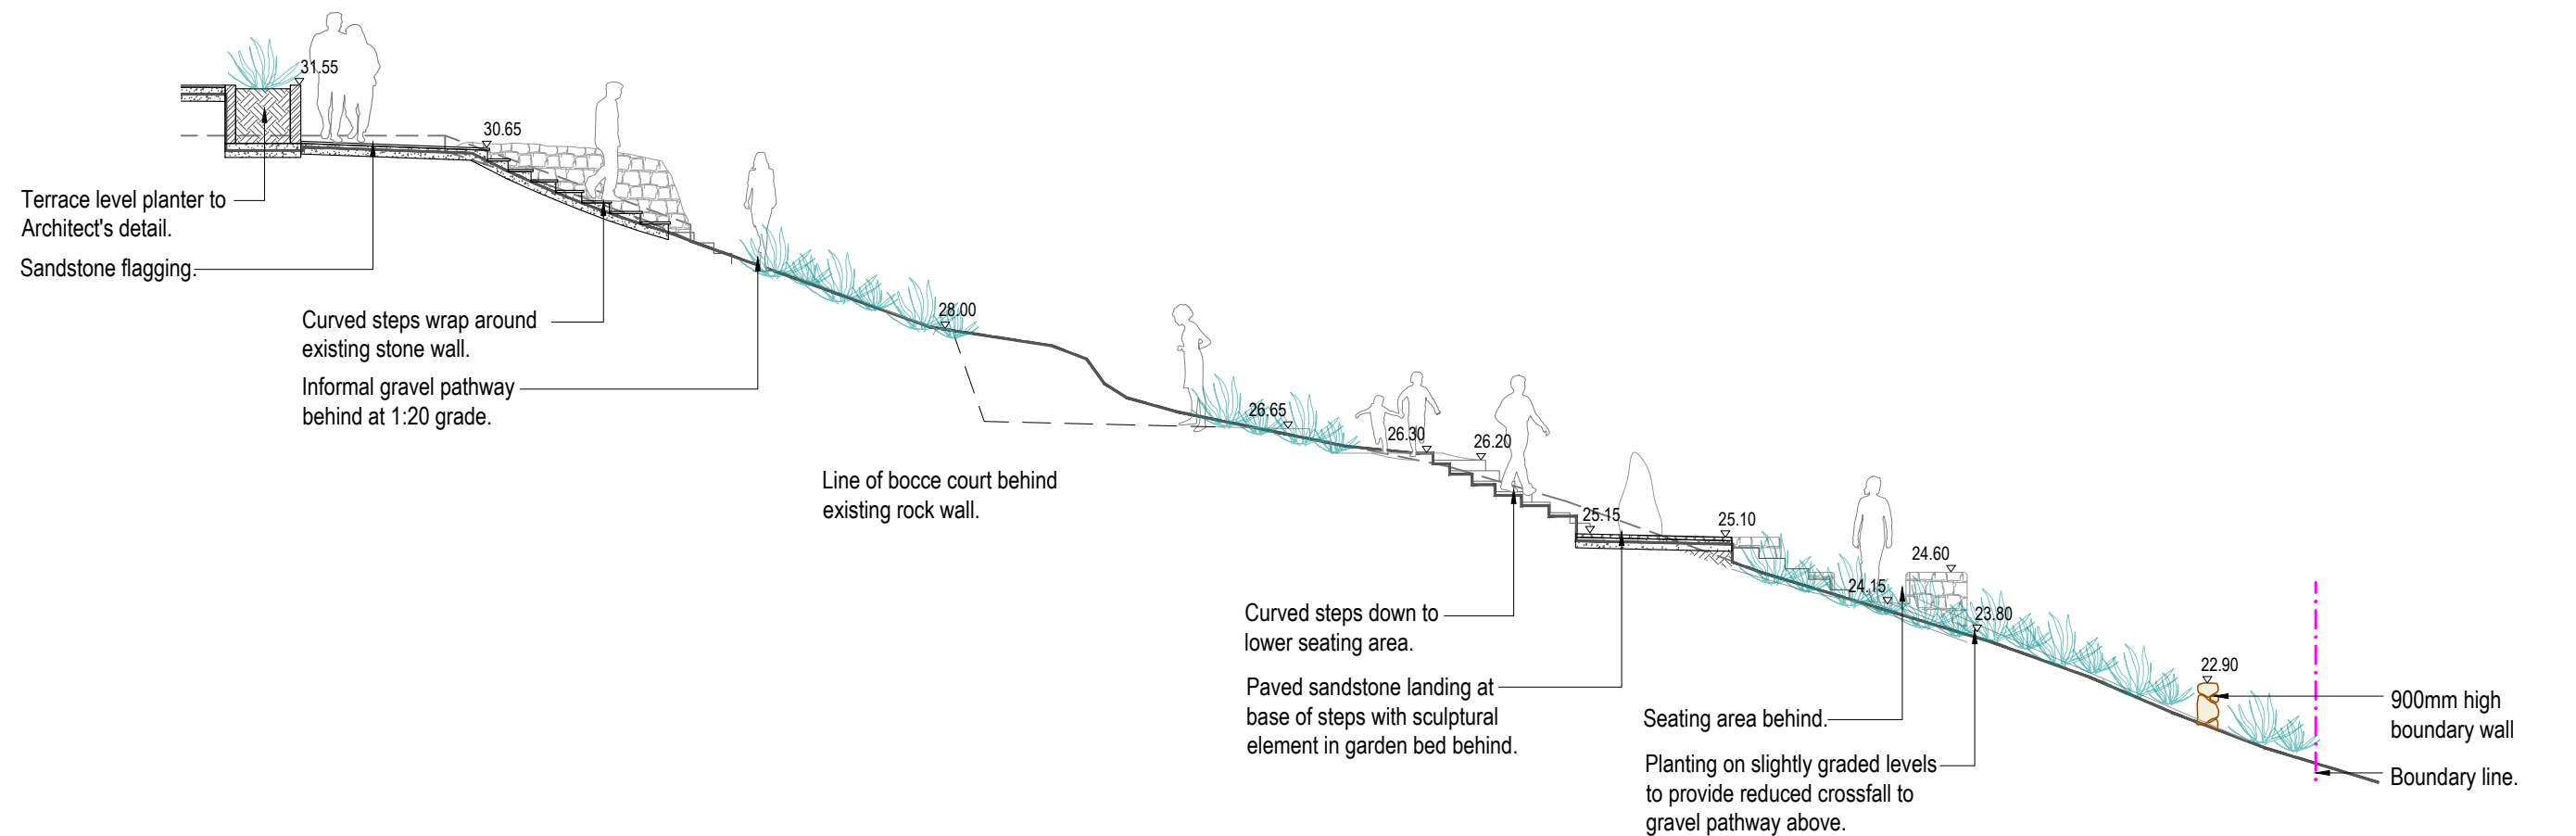 31.55
30.65
Terrace level planter to
Architect's detail.
Sandstone flagging.
Curved steps wrap around
existing stone wall.
Informal gravel pathway
behind at 1:20 grade.
28.00
Line of bocce court behind
existing rock wall.
26.65
26.30
26.20
25.15
25.10
Curved steps down to
lower seating area.
Paved sandstone landing at
base of steps with sculptural
element in garden bed behind.
24.60
24.15
23.80
Seating area behind.
Planting on slightly graded levels
to provide reduced crossfall to
gravel pathway above.
22.90
900mm high
boundary wall
Boundary line.